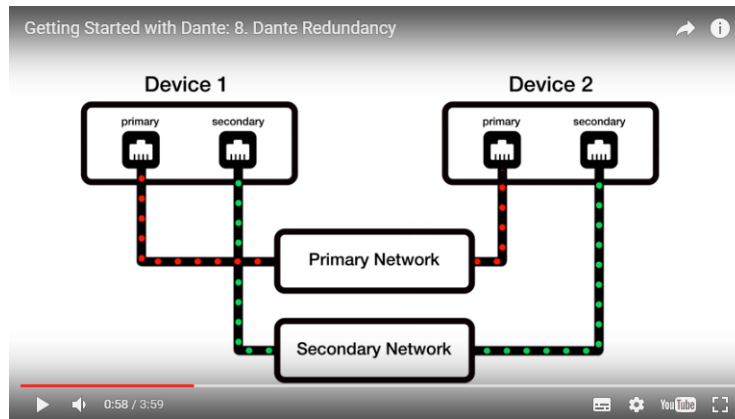 Getting Started with Dante: 8. Dante Redundancy
Device 1
Device 2
primary
secondary
primary
secondary
Primary Network
Secondary Network
0:58 / 3:59
YouTube